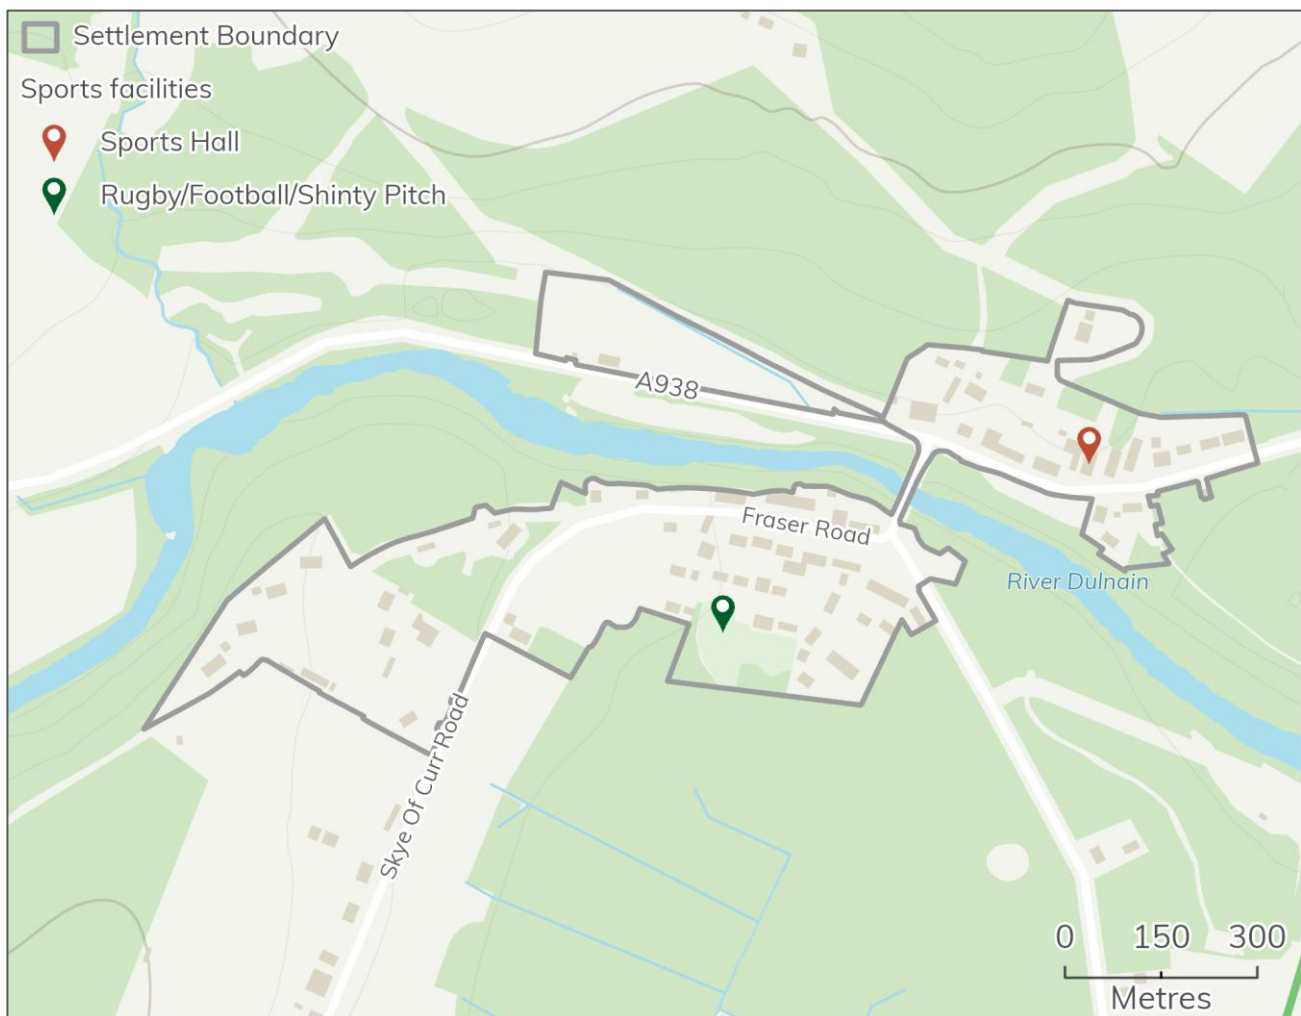 Settlement Boundary
Sports facilities
Sports Hall
Rugby/Football/Shinty Pitch
A938
Fraser Road
River Dulnain
Skye Of Curr Road
0 150 300
Metres